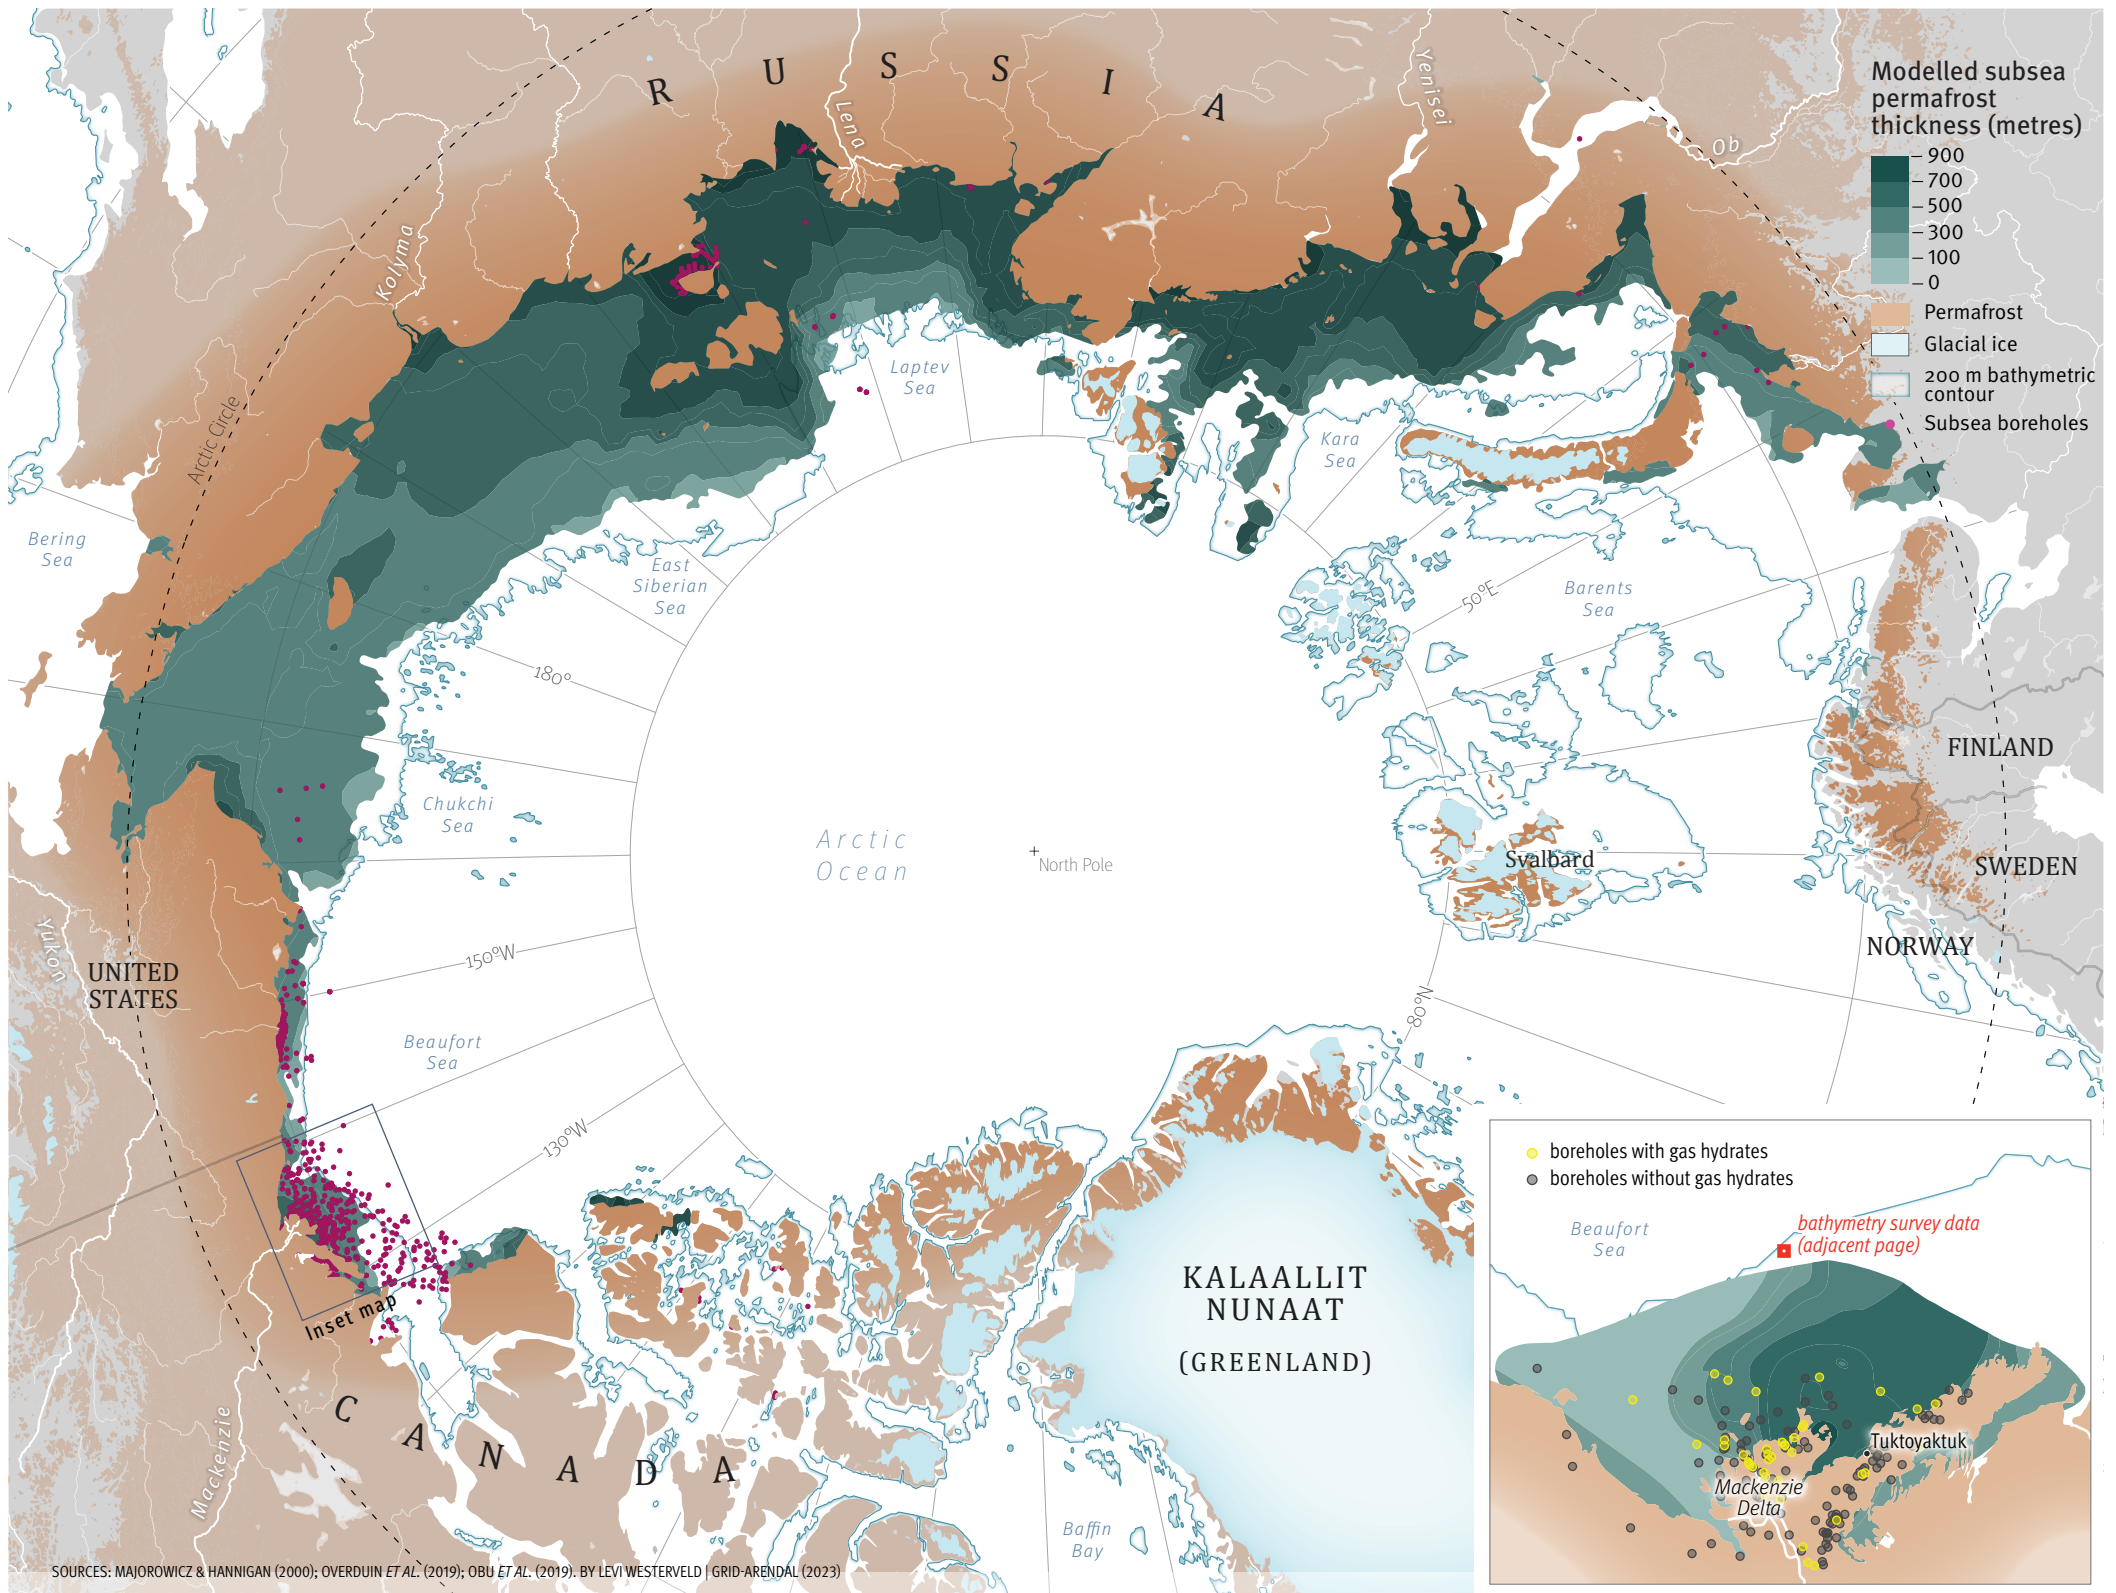 R U S S I A
Lena
Yenisei
Ob
Kolyma
Arctic Circle
Modelled subsea
permafrost
thickness (metres)
900
700
500
300
100
0
Permafrost
Glacial ice
200 m bathymetric
contour
Subsea boreholes
Laptev
Sea
Kara
Sea
Bering
Sea
East
Siberian
Sea
50°E
Barents
Sea
180°
FINLAND
Chukchi
Sea
Arctic
Ocean
North Pole
Svalbard
SWEDEN
NORWAY
Yukon
UNITED
STATES
150°W
80°N
Beaufort
Sea
130°W
Inset map
KALAALLIT
NUNAAT
(GREENLAND)
C A N A D A
Mackenzie
Baffin
Bay
boreholes with gas hydrates
boreholes without gas hydrates
Beaufort
Sea
bathymetry survey data
(adjacent page)
Tuktoyaktuk
Mackenzie
Delta
SOURCES: MAJOROWICZ & HANNIGAN (2000); OVERDUIN ET AL. (2019); OBU ET AL. (2019). BY LEVI WESTERVELD | GRID-ARENDAL (2023)